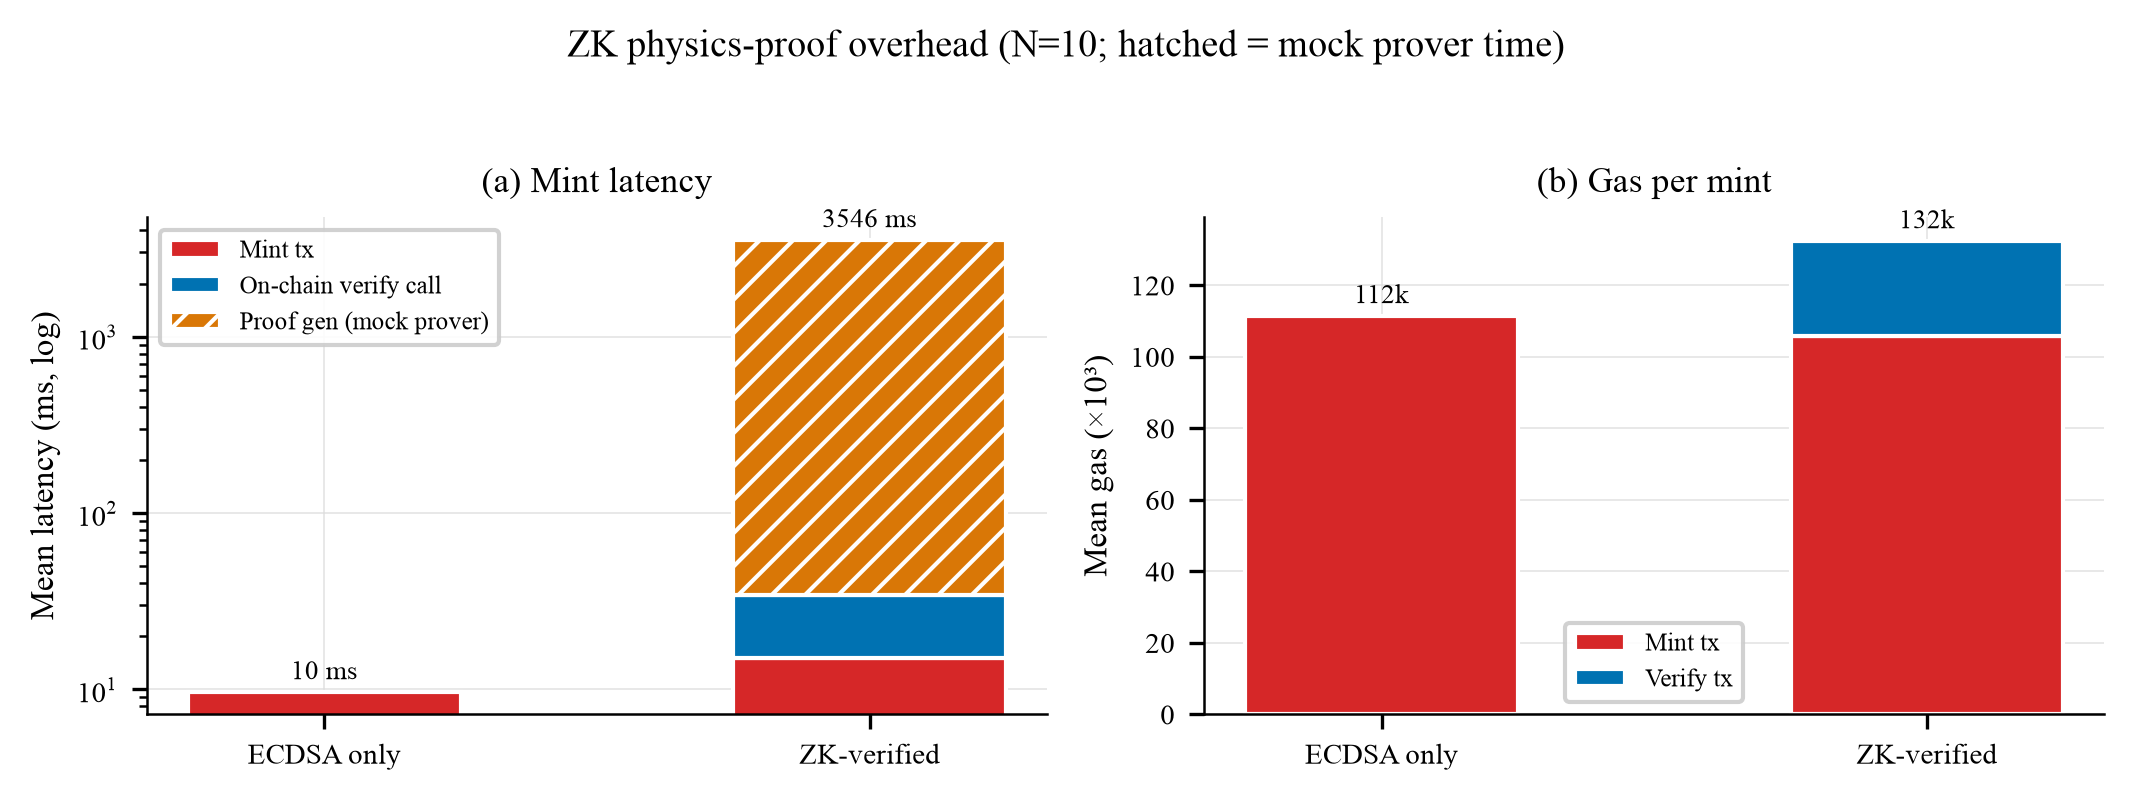 ZK physics-proof overhead (N=10; hatched = mock prover time)
(a) Mint latency
Mean latency (ms, log)
10³
10²
10¹
Mint tx
On-chain verify call
Proof gen (mock prover)
10 ms
3546 ms
ECDSA only
ZK-verified
(b) Gas per mint
Mean gas (×10³)
120
100
80
60
40
20
0
112k
132k
Mint tx
Verify tx
ECDSA only
ZK-verified